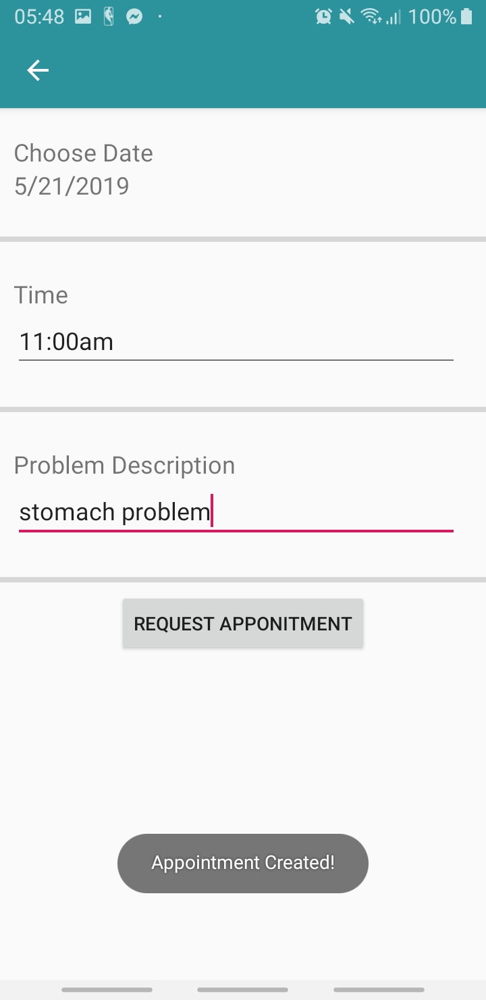 05:48 100%
Choose Date
5/21/2019
Time
11:00am
Problem Description
stomach problem
REQUEST APPONITMENT
Appointment Created!